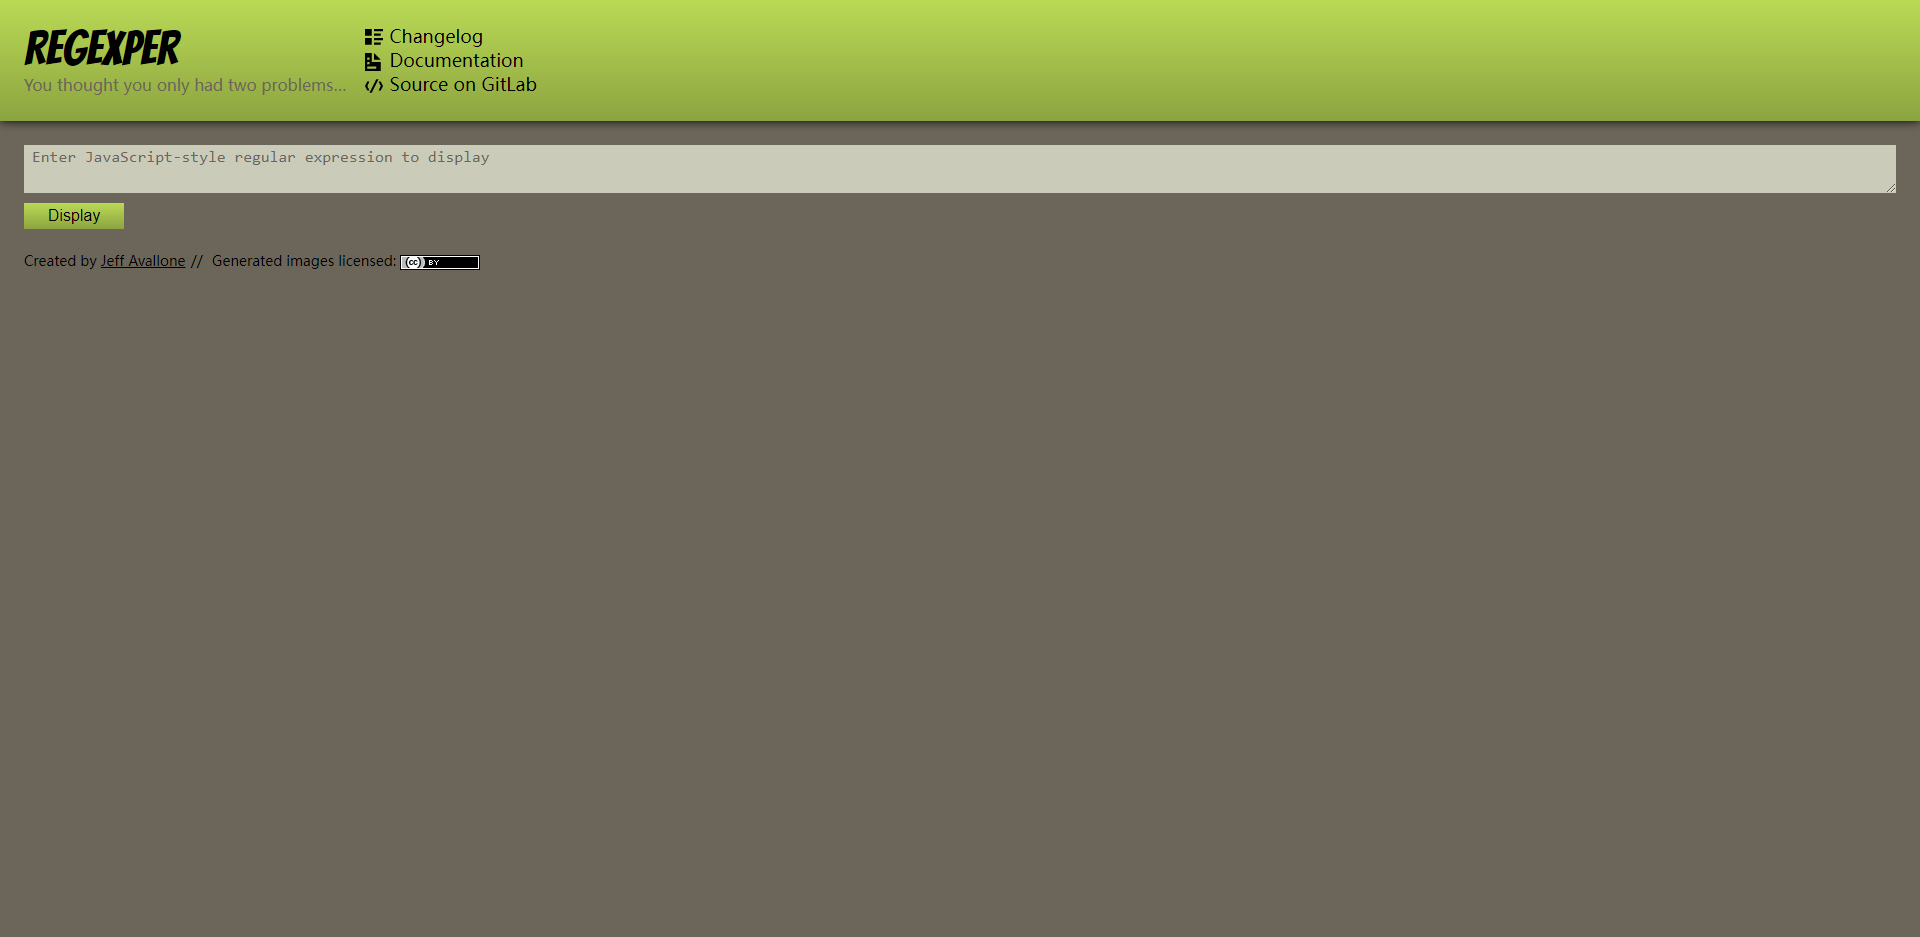 REGEXPER
You thought you only had two problems...
Changelog
Documentation
Source on GitLab
Enter JavaScript-style regular expression to display
Display
Created by Jeff Avallone // Generated images licensed: (cc) BY